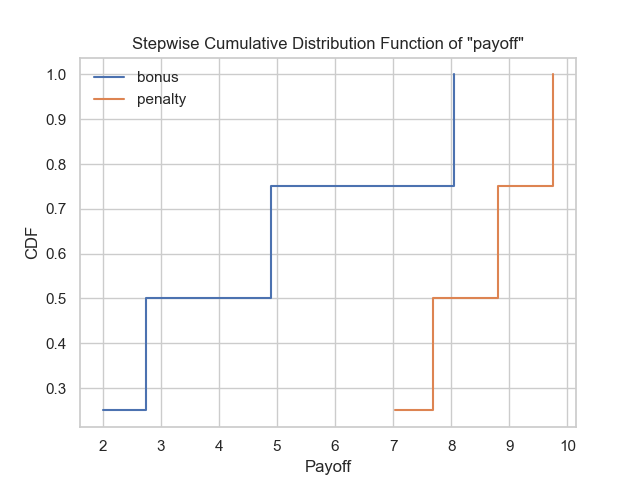 Stepwise Cumulative Distribution Function of "payoff"
bonus
penalty
1.0
0.9
0.8
0.7
0.6
0.5
0.4
0.3
CDF
2 3 4 5 6 7 8 9 10
Payoff